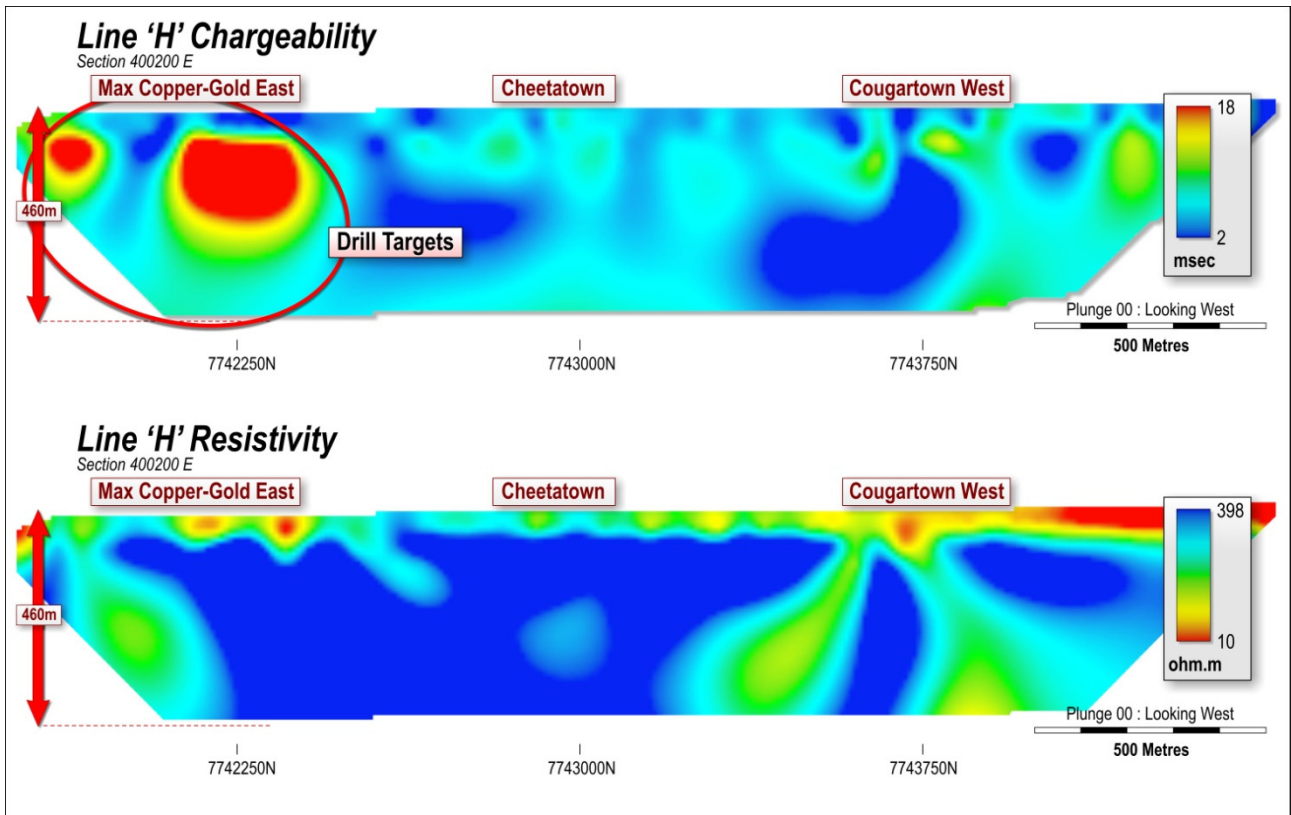 Line 'H' Chargeability
Section 400200 E
Max Copper-Gold East
Cheetatown
Cougartown West
18
460m
Drill Targets
2
msec
Plunge 00 : Looking West
500 Metres
7742250N
7743000N
7743750N
Line 'H' Resistivity
Section 400200 E
Max Copper-Gold East
Cheetatown
Cougartown West
398
460m
10
ohm.m
Plunge 00 : Looking West
500 Metres
7742250N
7743000N
7743750N